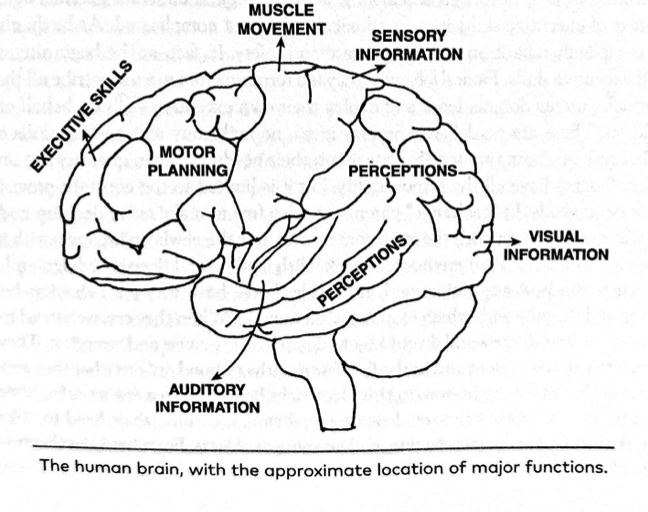 MUSCLE
MOVEMENT
SENSORY
INFORMATION
EXECUTIVE SKILLS
MOTOR
PLANNING
PERCEPTIONS
VISUAL
INFORMATION
PERCEPTIONS
AUDITORY
INFORMATION
The human brain, with the approximate location of major functions.